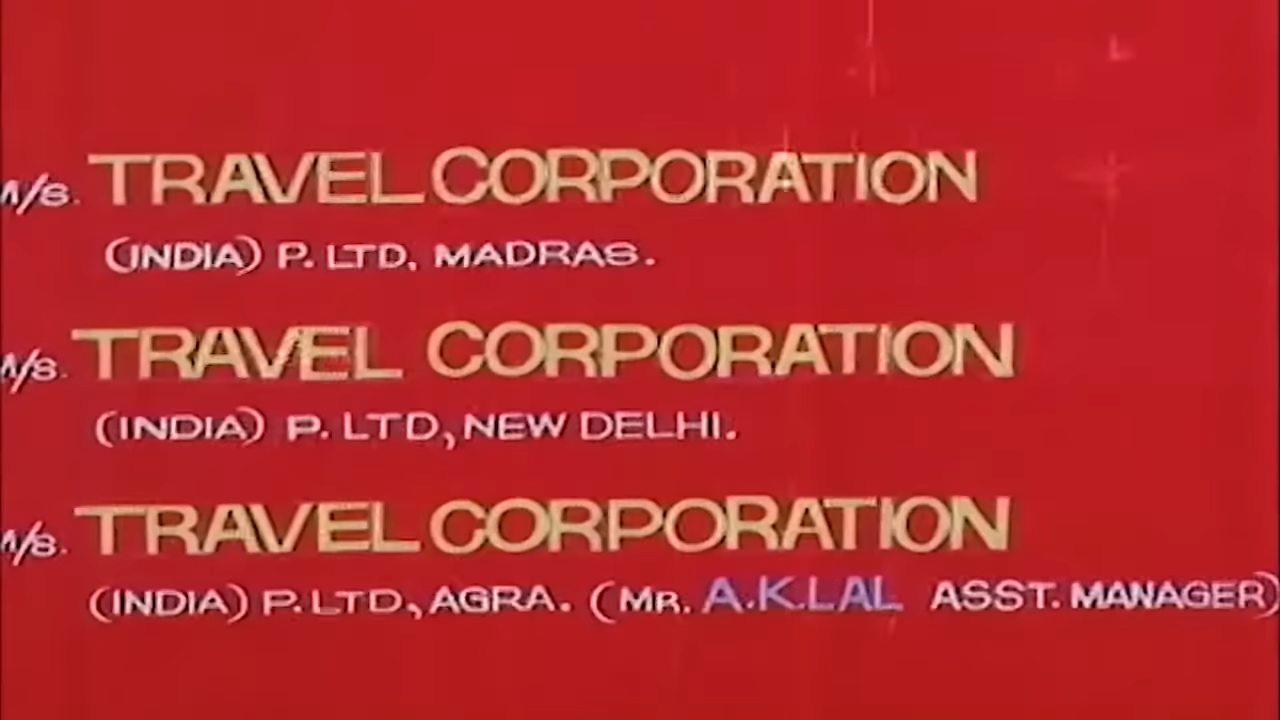 M/S. TRAVEL CORPORATION
(INDIA) P. LTD, MADRAS.
M/S. TRAVEL CORPORATION
(INDIA) P. LTD, NEW DELHI.
M/S. TRAVEL CORPORATION
(INDIA) P. LTD, AGRA. (MR. A.K.LAL ASST. MANAGER)